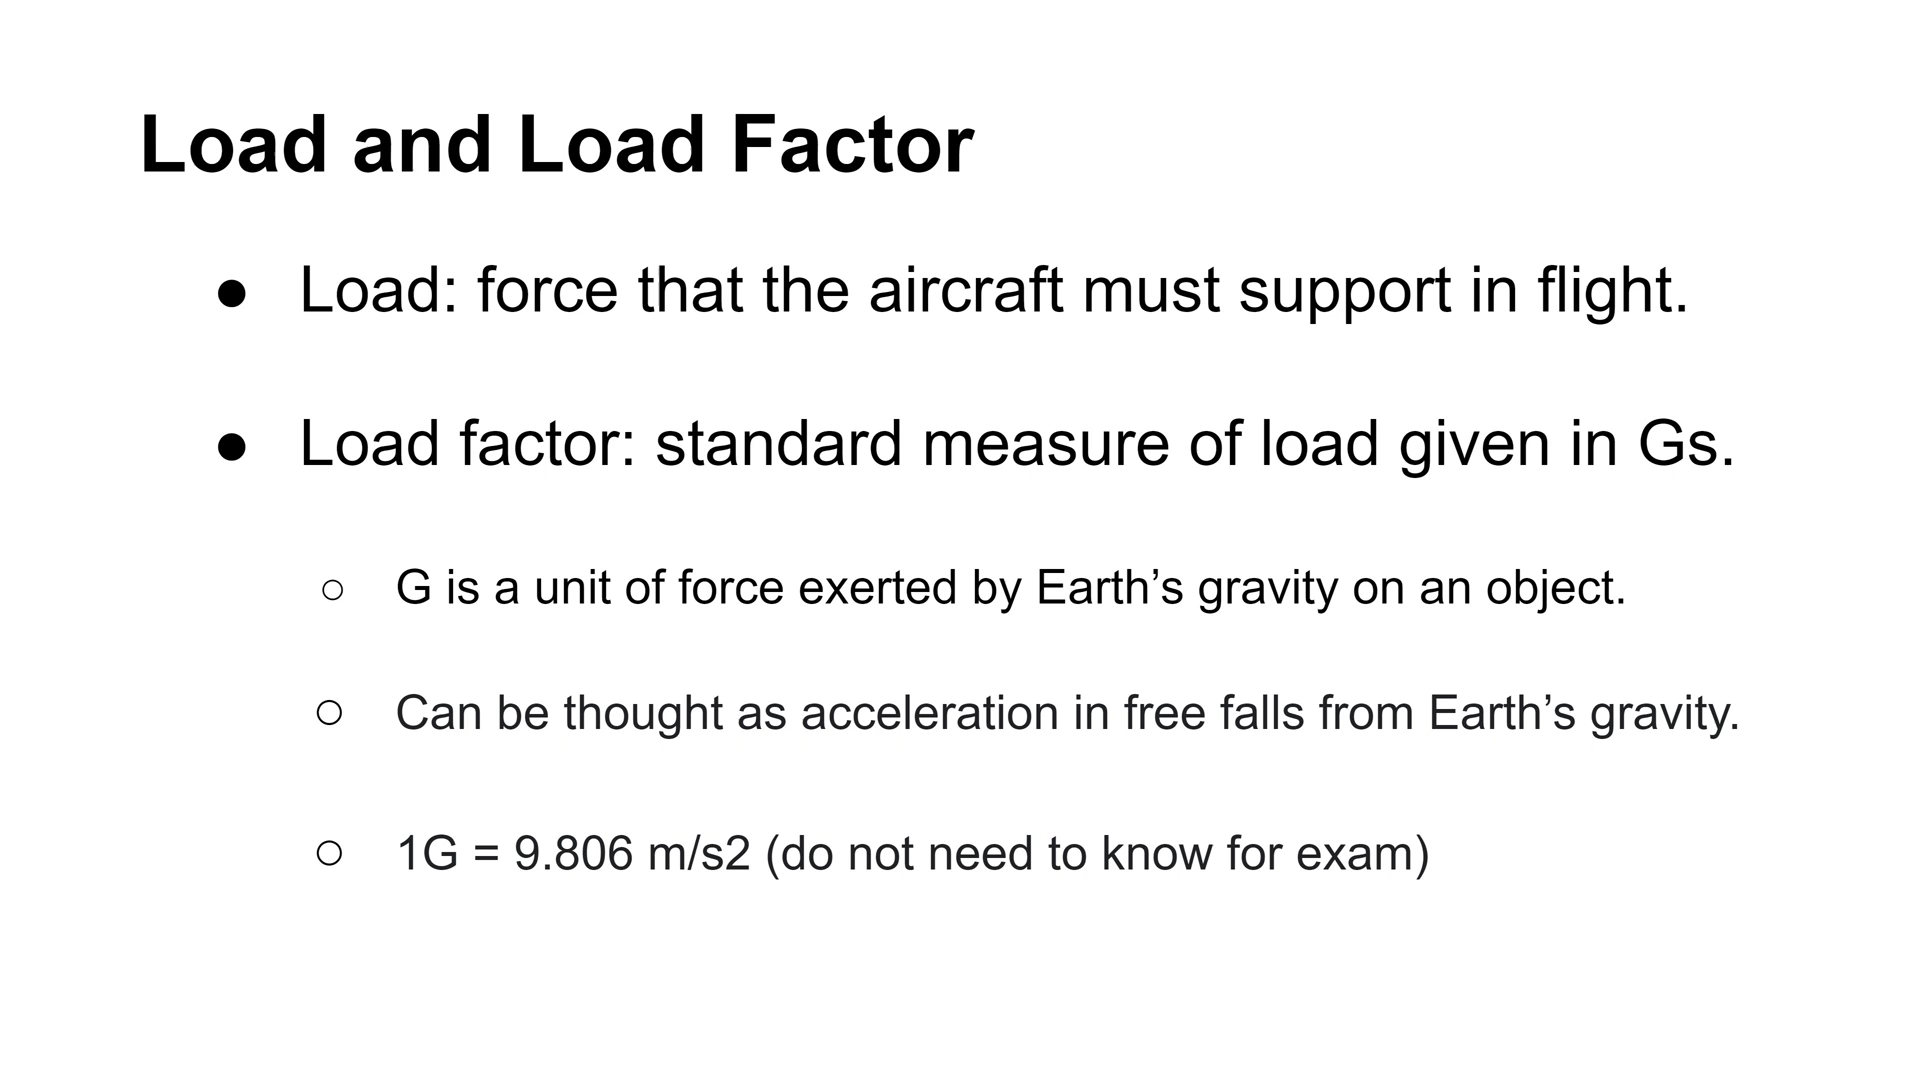 Load and Load Factor
● Load: force that the aircraft must support in flight.
● Load factor: standard measure of load given in Gs.
○ G is a unit of force exerted by Earth’s gravity on an object.
○ Can be thought as acceleration in free falls from Earth’s gravity.
○ 1G = 9.806 m/s2 (do not need to know for exam)